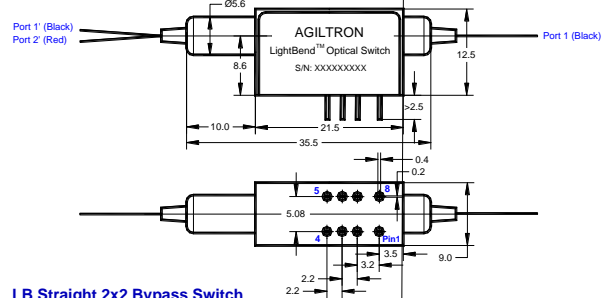 Ø5.6
Port 1' (Black)
Port 2' (Red)
AGILTRON
LightBend™ Optical Switch
S/N: XXXXXXXXX
Port 1 (Black)
8.6
12.5
>2.5
10.0
21.5
35.5
0.4
0.2
5
8
5.08
4
Pin1
3.5
9.0
3.2
2.2
2.2
LB Straight 2x2 Bypass Switch